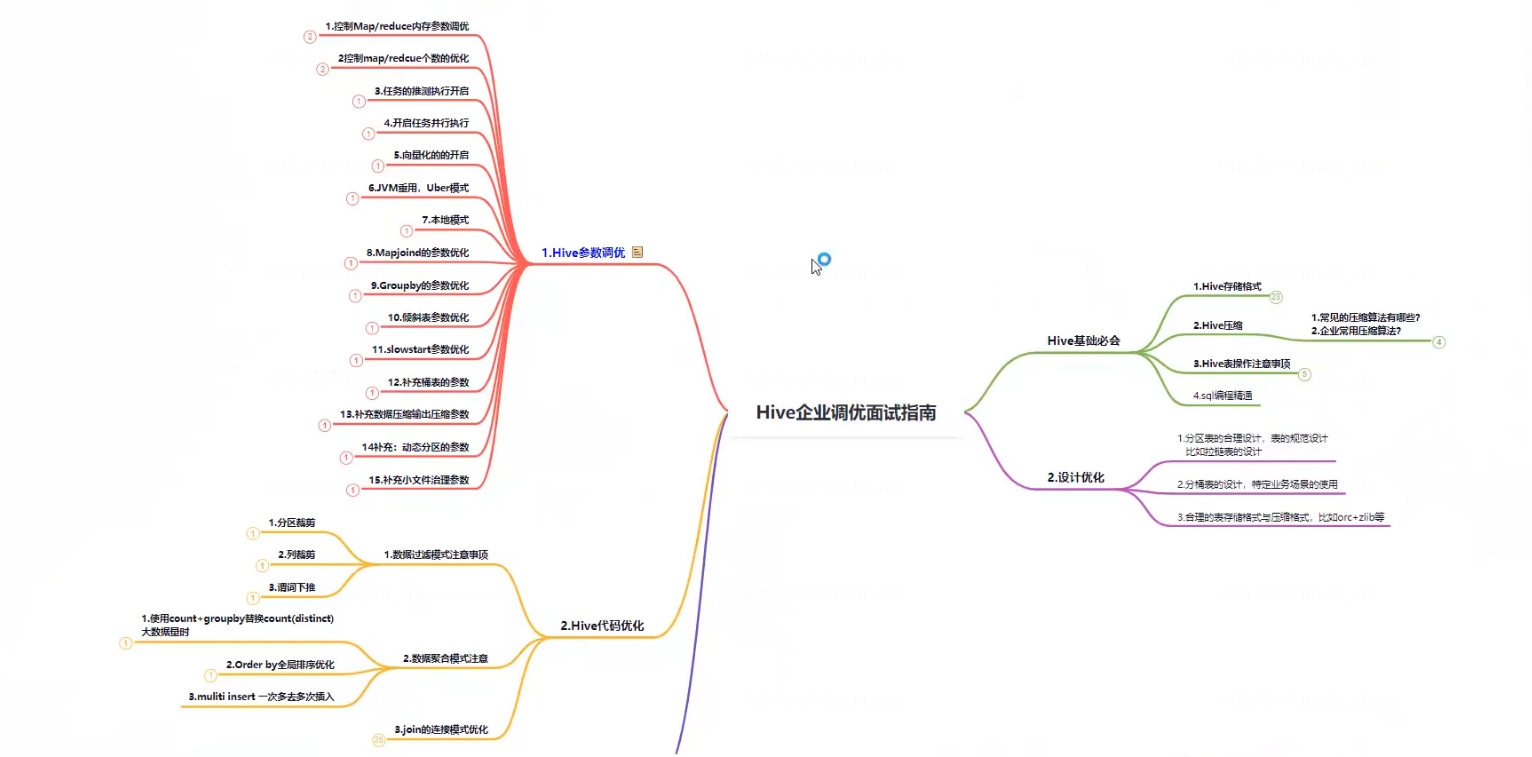 Hive企业调优面试指南
1.Hive参数调优
1.控制Map/reduce内存参数调优
2
2控制map/redcue个数的优化
2
3.任务的推测执行开启
1
4.开启任务并行执行
1
5.向量化的的开启
1
6.JVM重用，Uber模式
1
7.本地模式
1
8.Mapjoind的参数优化
1
9.Groupby的参数优化
1
10.倾斜表参数优化
1
11.slowstart参数优化
1
12.补充桶表的参数
1
13.补充数据压缩输出压缩参数
1
14补充：动态分区的参数
1
15.补充小文件治理参数
1
2.Hive代码优化
1.数据过滤模式注意事项
1.分区裁剪
1
2.列裁剪
1
3.谓词下推
1
2.数据聚合模式注意
1.使用count+groupby替换count(distinct)
大数据量时
1
2.Order by全局排序优化
1
3.muliti insert 一次多去多次插入
3.join的连接模式优化
26
Hive基础必会
1.Hive存储格式
23
2.Hive压缩
1.常见的压缩算法有哪些?
2.企业常用压缩算法?
4
3.Hive表操作注意事项
5
4.sql编程精通
2.设计优化
1.分区表的合理设计，表的规范设计
比如拉链表的设计
2.分桶表的设计，特定业务场景的使用
3.合理的表存储格式与压缩格式，比如orc+zlib等